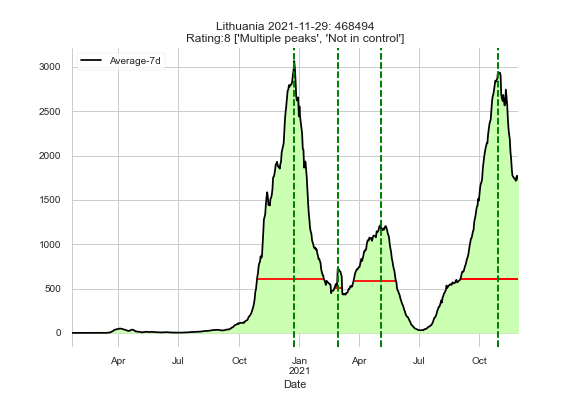 Lithuania 2021-11-29: 468494
Rating:8 ['Multiple peaks', 'Not in control']
Average-7d
3000
2500
2000
1500
1000
500
0
Apr Jul Oct Jan Apr Jul Oct
2021
Date